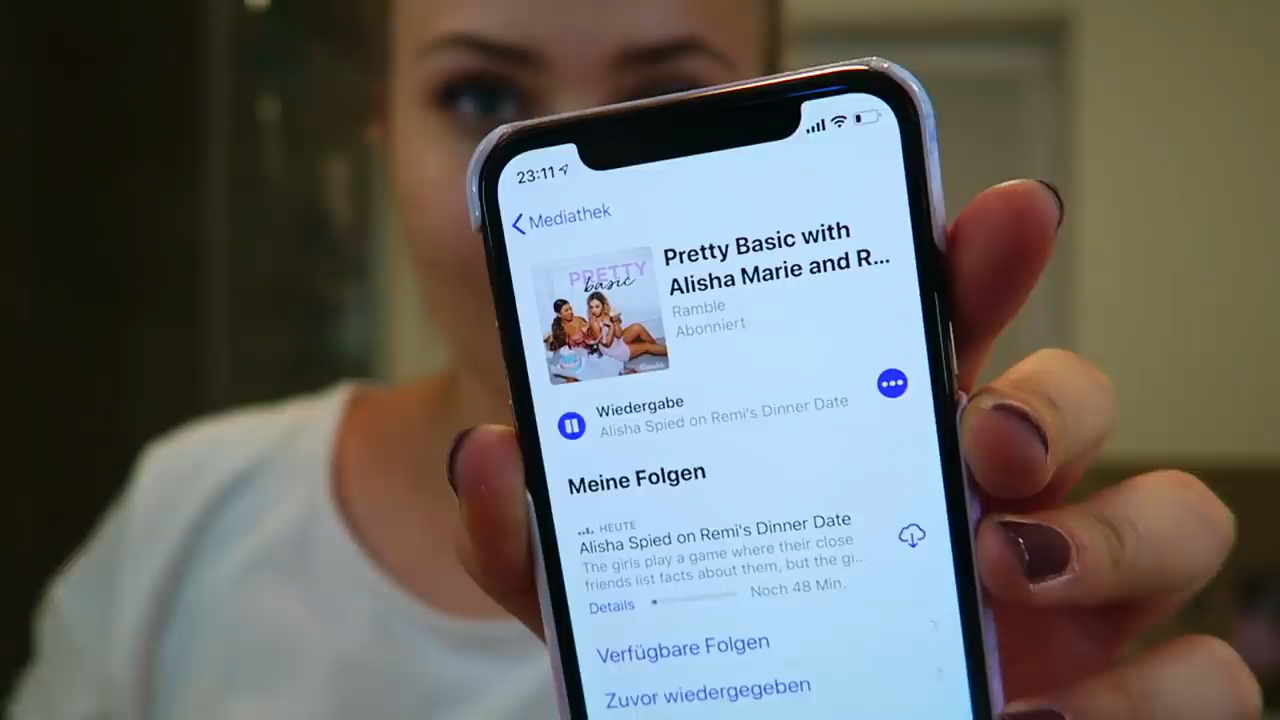 23:11
Mediathek
PRETTY
basic
Pretty Basic with
Alisha Marie and R...
Ramble
Abonniert
Wiedergabe
Alisha Spied on Remi's Dinner Date
Meine Folgen
HEUTE
Alisha Spied on Remi's Dinner Date
The girls play a game where their close
friends list facts about them, but the gi...
Details
Noch 48 Min.
Verfügbare Folgen
Zuvor wiedergegeben